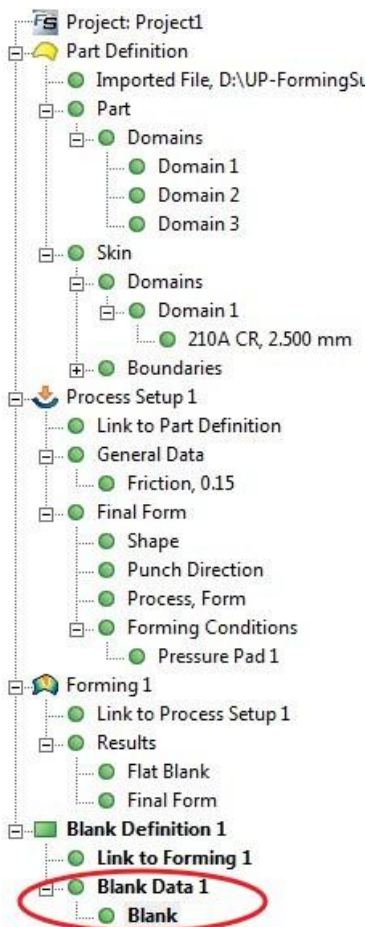 FS Project: Project1
Part Definition
Imported File, D:\UP-FormingSu
Part
Domains
Domain 1
Domain 2
Domain 3
Skin
Domains
Domain 1
210A CR, 2.500 mm
Boundaries
Process Setup 1
Link to Part Definition
General Data
Friction, 0.15
Final Form
Shape
Punch Direction
Process, Form
Forming Conditions
Pressure Pad 1
Forming 1
Link to Process Setup 1
Results
Flat Blank
Final Form
Blank Definition 1
Link to Forming 1
Blank Data 1
Blank